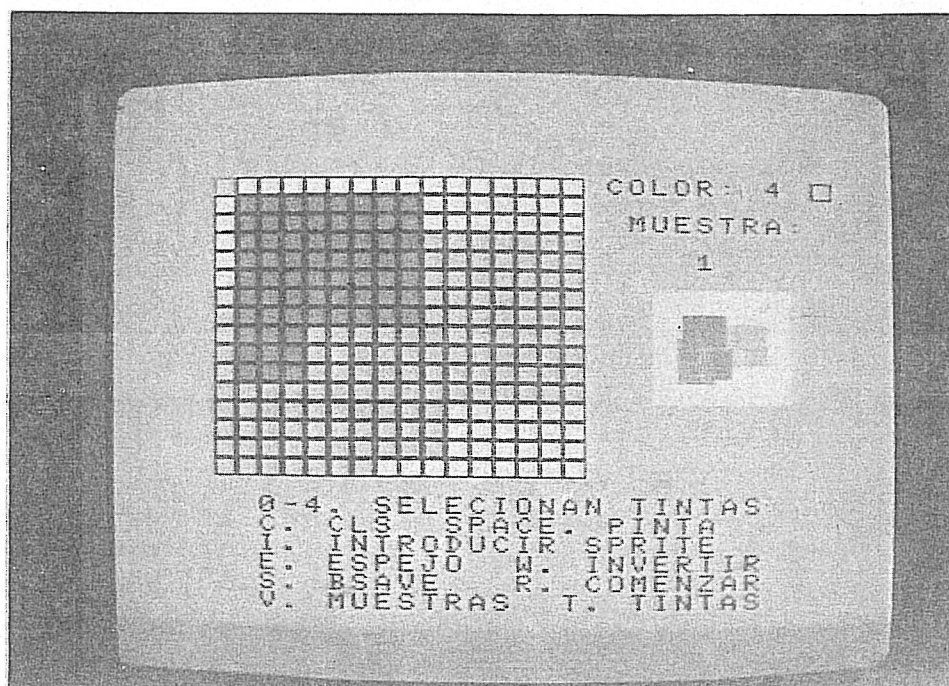 COLOR: 4
MUESTRA:
1
0-4. SELECIONAN TINTAS
C. CLS SPACE. PINTA
I. INTRODUCIR SPRITE
E. ESPEJO W. INVERTIR
S. BSAVE R. COMENZAR
V. MUESTRAS T. TINTAS